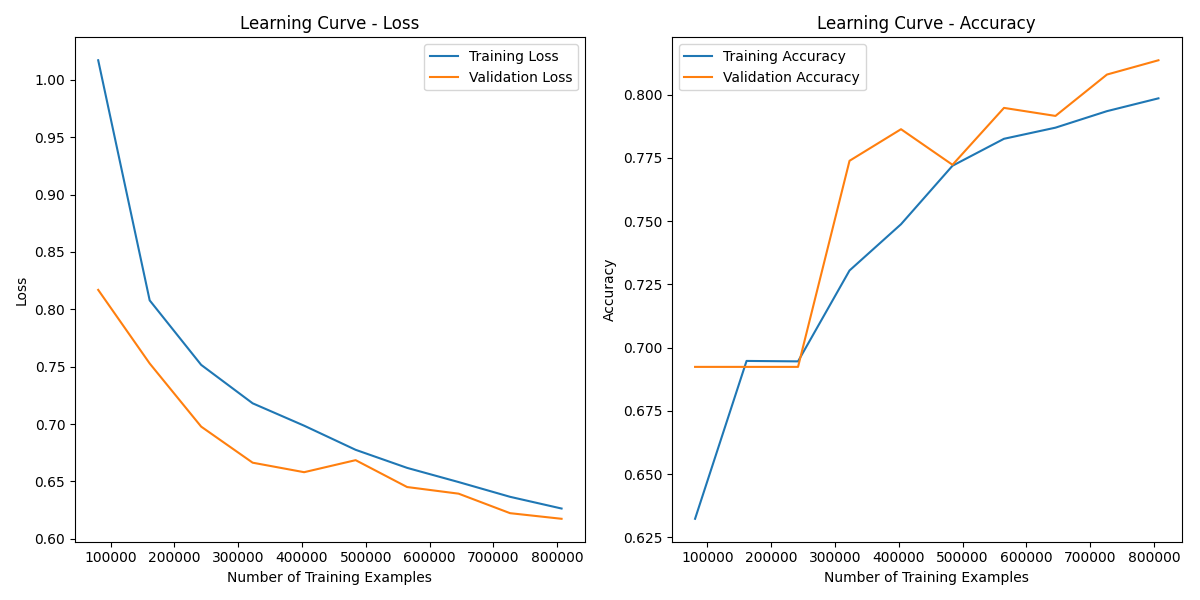 Learning Curve - Loss
Training Loss
Validation Loss
1.00
0.95
0.90
0.85
0.80
0.75
0.70
0.65
0.60
Loss
100000 200000 300000 400000 500000 600000 700000 800000
Number of Training Examples
Learning Curve - Accuracy
Training Accuracy
Validation Accuracy
0.800
0.775
0.750
0.725
0.700
0.675
0.650
0.625
Accuracy
100000 200000 300000 400000 500000 600000 700000 800000
Number of Training Examples